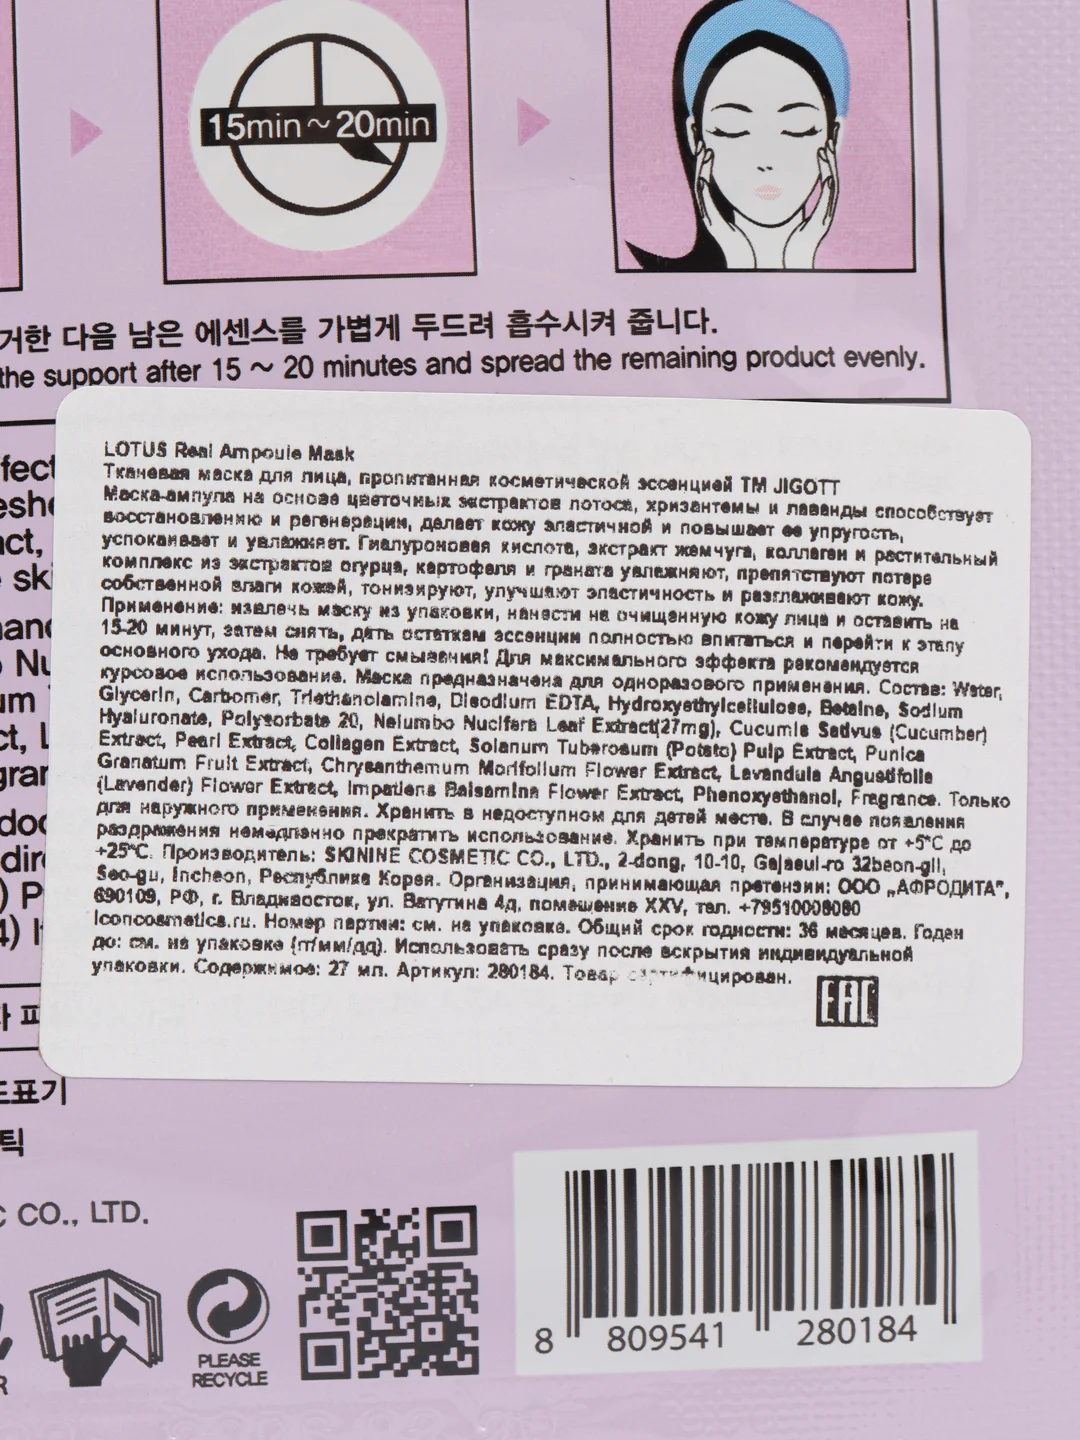 15min ~ 20min
거한 다음 남은 에센스를 가볍게 두드려 흡수시켜 줍니다.
the support after 15 ~ 20 minutes and spread the remaining product evenly.
LOTUS Real Ampoule Mask
Тканевая маска для лица, пропитанная косметической эссенцией ТМ JIGOTT
Маска-ампула на основе цветочных экстрактов лотоса, хризантемы и лаванды способствует
восстановлению и регенерации, делает кожу эластичной и повышает ее упругость,
успокаивает и увлажняет. Гиалуроновая кислота, экстракт жемчуга, коллаген и растительный
комплекс из экстрактов огурца, картофеля и граната увлажняют, препятствуют потере
собственной влаги кожей, тонизируют, улучшают эластичность и разглаживают кожу.
Применение: извлечь маску из упаковки, нанести на очищенную кожу лица и оставить на
15-20 минут, затем снять, дать остаткам эссенции полностью впитаться и перейти к этапу
основного ухода. Не требует смывания! Для максимального эффекта рекомендуется
курсовое использование. Маска предназначена для одноразового применения. Состав: Water,
Glycerin, Carbomer, Triethanolamine, Disodium EDTA, Hydroxyethylcellulose, Betaine, Sodium
Hyaluronate, Polysorbate 20, Nelumbo Nucifera Leaf Extract(27mg), Cucumis Sativus (Cucumber)
Extract, Pearl Extract, Collagen Extract, Solanum Tuberosum (Potato) Pulp Extract, Punica
Granatum Fruit Extract, Chrysanthemum Morifolium Flower Extract, Lavandula Angustifolia
(Lavender) Flower Extract, Impatiens Balsamina Flower Extract, Phenoxyethanol, Fragrance. Только
для наружного применения. Хранить в недоступном для детей месте. В случае появления
раздражения немедленно прекратить использование. Хранить при температуре от +5°C до
+25°C. Производитель: SKININE COSMETIC CO., LTD., 2-dong, 10-10, Gajaeul-ro 32beon-gil,
Seo-gu, Incheon, Республика Корея. Организация, принимающая претензии: ООО „АФРОДИТА",
690109, РФ, г. Владивосток, ул. Ватутина 4д, помещение XXV, тел. +79510008080
Iconcosmetics.ru. Номер партии: см. на упаковке. Общий срок годности: 36 месяцев. Годен
до: см. на упаковке (гг/мм/дд). Использовать сразу после вскрытия индивидуальной
упаковки. Содержимое: 27 мл. Артикул: 280184. Товар сертифицирован.
EAC
드표기
틱
C CO., LTD.
PLEASE
RECYCLE
8 809541 280184